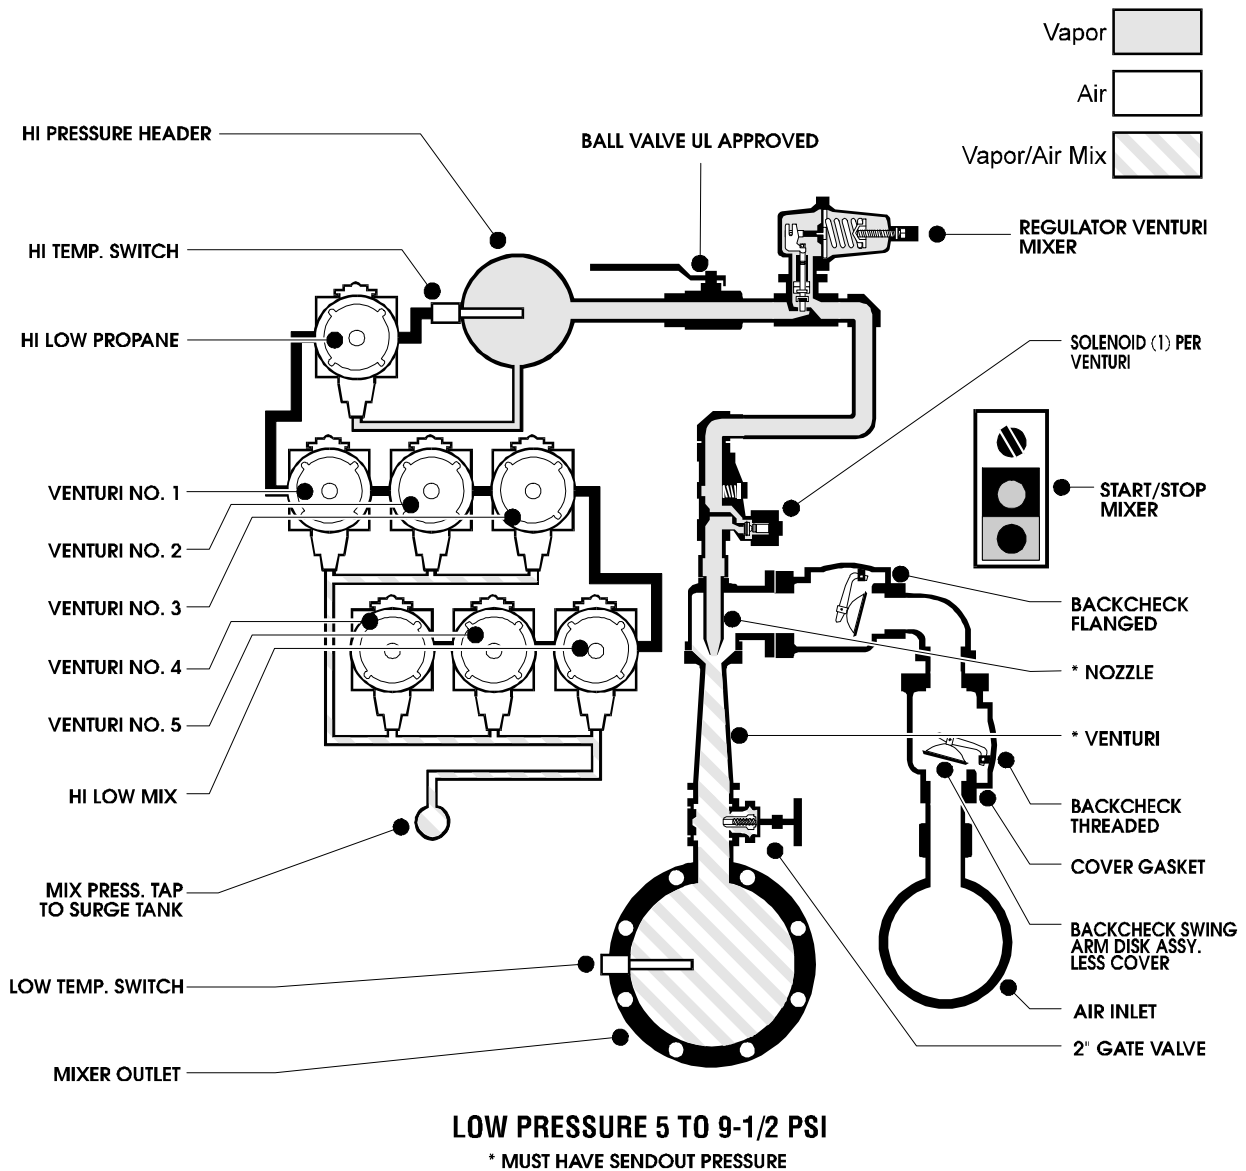 Vapor
Air
Vapor/Air Mix
HI PRESSURE HEADER
BALL VALVE UL APPROVED
HI TEMP. SWITCH
REGULATOR VENTURI
MIXER
HI LOW PROPANE
SOLENOID (1) PER
VENTURI
VENTURI NO. 1
START/STOP
MIXER
VENTURI NO. 2
VENTURI NO. 3
BACKCHECK
FLANGED
VENTURI NO. 4
* NOZZLE
VENTURI NO. 5
* VENTURI
HI LOW MIX
BACKCHECK
THREADED
COVER GASKET
MIX PRESS. TAP
TO SURGE TANK
BACKCHECK SWING
ARM DISK ASSY.
LESS COVER
LOW TEMP. SWITCH
AIR INLET
2" GATE VALVE
MIXER OUTLET
LOW PRESSURE 5 TO 9-1/2 PSI
* MUST HAVE SENDOUT PRESSURE